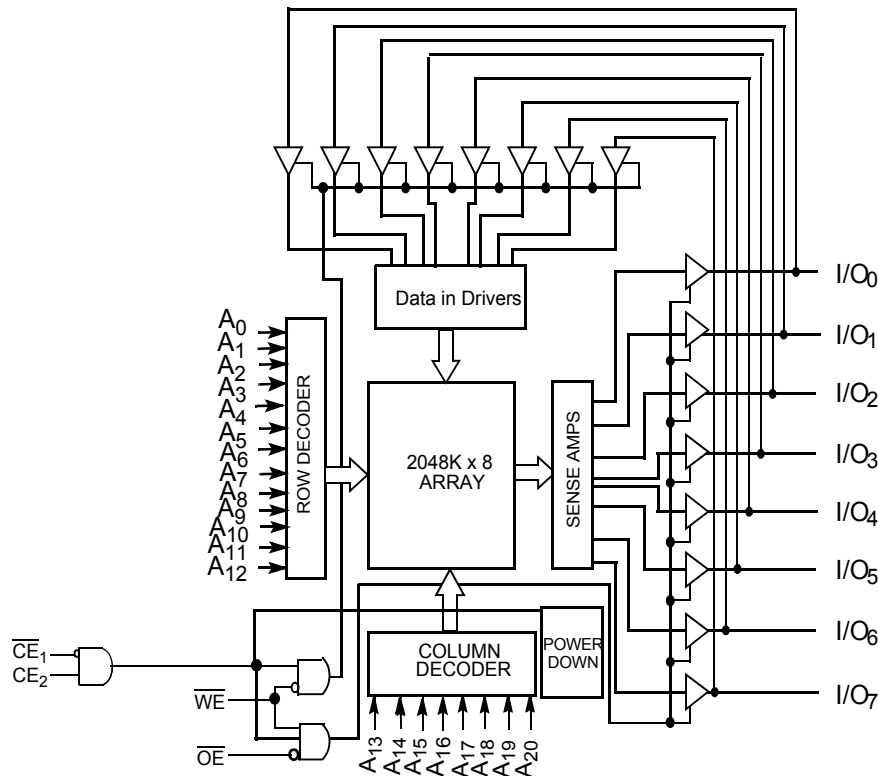 Data in Drivers
I/O0
I/O1
I/O2
I/O3
I/O4
I/O5
I/O6
I/O7
A0
A1
A2
A3
A4
A5
A6
A7
A8
A9
A10
A11
A12
ROW DECODER
2048K x 8
ARRAY
SENSE AMPS
COLUMN
DECODER
POWER
DOWN
CE1
CE2
WE
OE
A13
A14
A15
A16
A17
A18
A19
A20